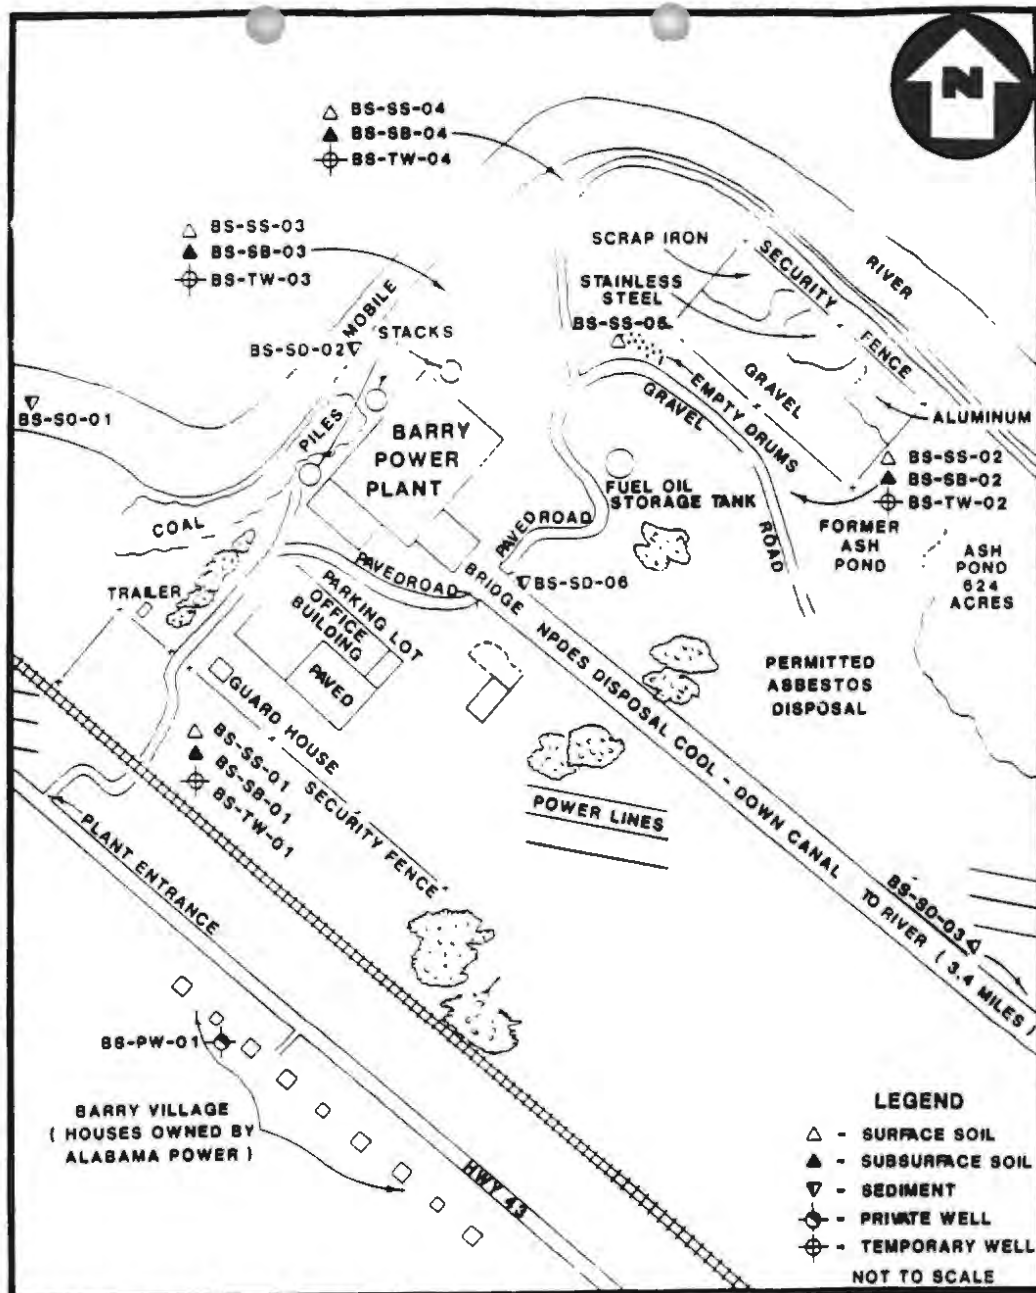 N
BS-SS-04
BS-SB-04
BS-TW-04
BS-SS-03
BS-SB-03
BS-TW-03
SCRAP IRON
SECURITY FENCE
RIVER
STAINLESS
STEEL
MOBILE
STACKS
BS-SS-05
BS-SD-02
GRAVEL
ALUMINUM
BS-SD-01
PILES
BARRY
POWER
PLANT
GRAVEL ROAD
EMPTY DRUMS
BS-SS-02
BS-SB-02
BS-TW-02
FUEL OIL
STORAGE TANK
COAL
PAVED ROAD
FORMER
ASH
POND
ASH
POND
624
ACRES
TRAILER
PAVED ROAD
BRIDGE
BS-SD-06
PARKING LOT
OFFICE
BUILDING
PAVED
NPDES DISPOSAL COOL - DOWN CANAL TO RIVER ( 3.4 MILES )
PERMITTED
ASBESTOS
DISPOSAL
GUARD HOUSE
BS-SS-01
BS-SB-01
BS-TW-01
SECURITY FENCE
POWER LINES
PLANT ENTRANCE
BS-SD-03
BS-PW-01
BARRY VILLAGE
( HOUSES OWNED BY
ALABAMA POWER )
HWY 43
LEGEND
- SURFACE SOIL
- SUBSURFACE SOIL
- SEDIMENT
- PRIVATE WELL
- TEMPORARY WELL
NOT TO SCALE